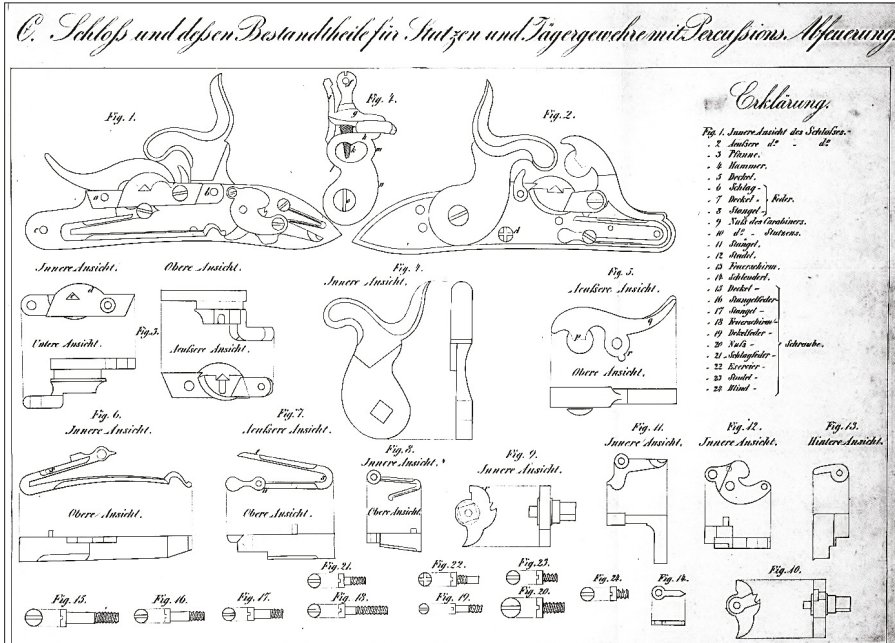 C. Schloß und deßen Bestandtheile für Stutzen und Jägergewehre mit Percußions Abfeuerung.
Fig. 1.
Fig. 4.
Fig. 2.
Erklärung.
Fig. 1. Innere Ansicht des Schloßes.
" 2 Aeußere do " do
" 3 Pfanne.
" 4 Hammer.
" 5 Deckel.
" 6 Schlag-
" 7 Deckel- Feder.
" 8 Stangel-
" 9 Nuß des Carabiners.
" 10 do - Stutzens.
" 11 Stangel.
" 12 Studel.
" 13 Feuerschirm.
" 14
" 15 Deckel-
" 16 Stangelfeder-
" 17 Stangel-
" 18 Feuerschirm-
" 19 Dekelfeder-
" 20 Nuß- Schraube.
" 21 Schlagfeder-
" 22 Exercier-
" 23 Studel-
" 24 Blind-
Innere Ansicht.
Obere Ansicht.
Fig. 3.
Untere Ansicht.
Aeußere Ansicht.
Fig. 4.
Innere Ansicht.
Fig. 5.
Aeußere Ansicht.
Obere Ansicht.
Fig. 6.
Innere Ansicht.
Obere Ansicht.
Fig. 7.
Aeußere Ansicht.
Obere Ansicht.
Fig. 8.
Innere Ansicht.
Obere Ansicht.
Fig. 9.
Innere Ansicht.
Fig. 11.
Innere Ansicht.
Fig. 12.
Innere Ansicht.
Fig. 13.
Hintere Ansicht.
Fig. 21.
Fig. 22.
Fig. 23.
Fig. 24.
Fig. 14.
Fig. 10.
Fig. 15.
Fig. 16.
Fig. 17.
Fig. 18.
Fig. 19.
Fig. 20.